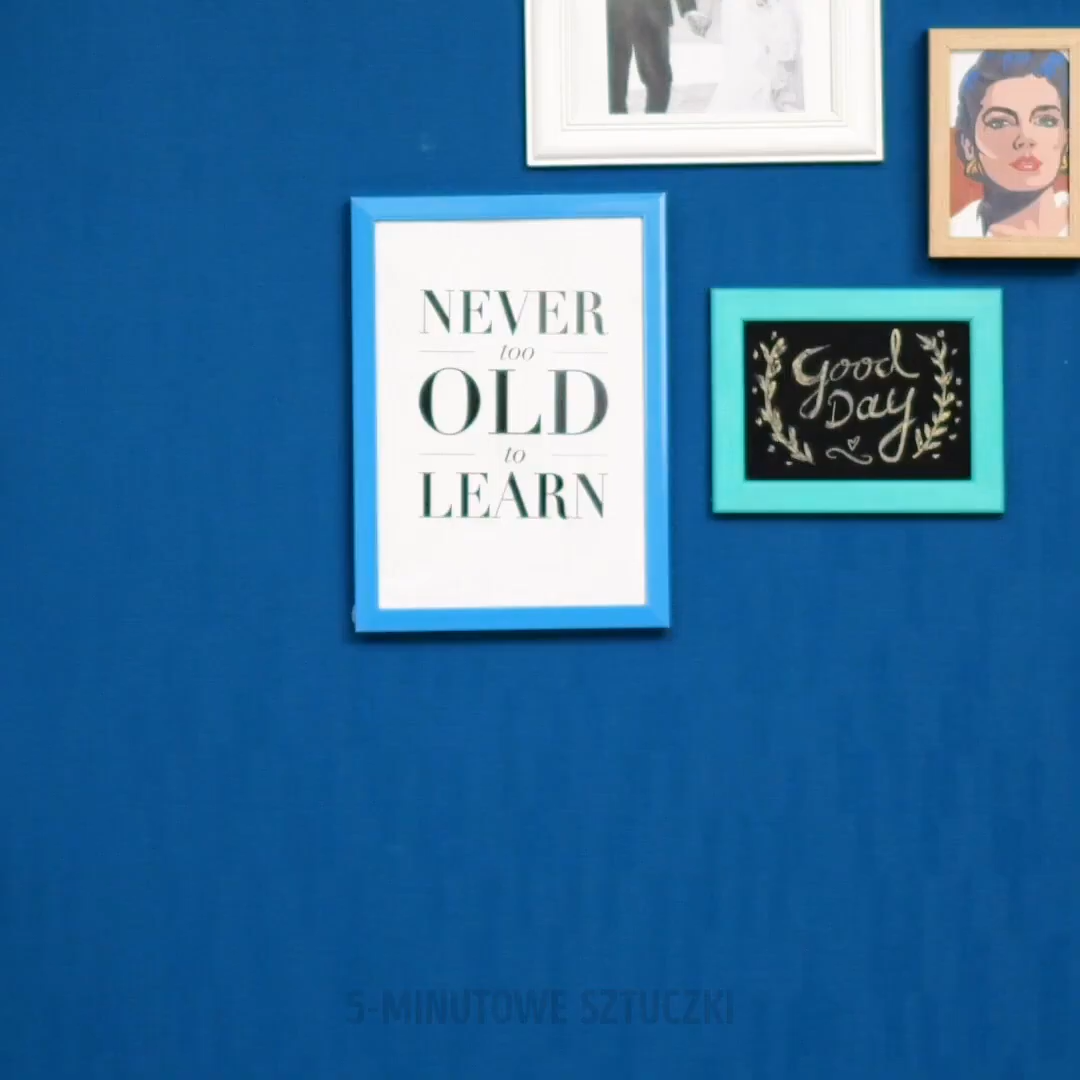 NEVER
too
OLD
to
LEARN
Good
Day
5-MINUTOWE SZTUCZKI